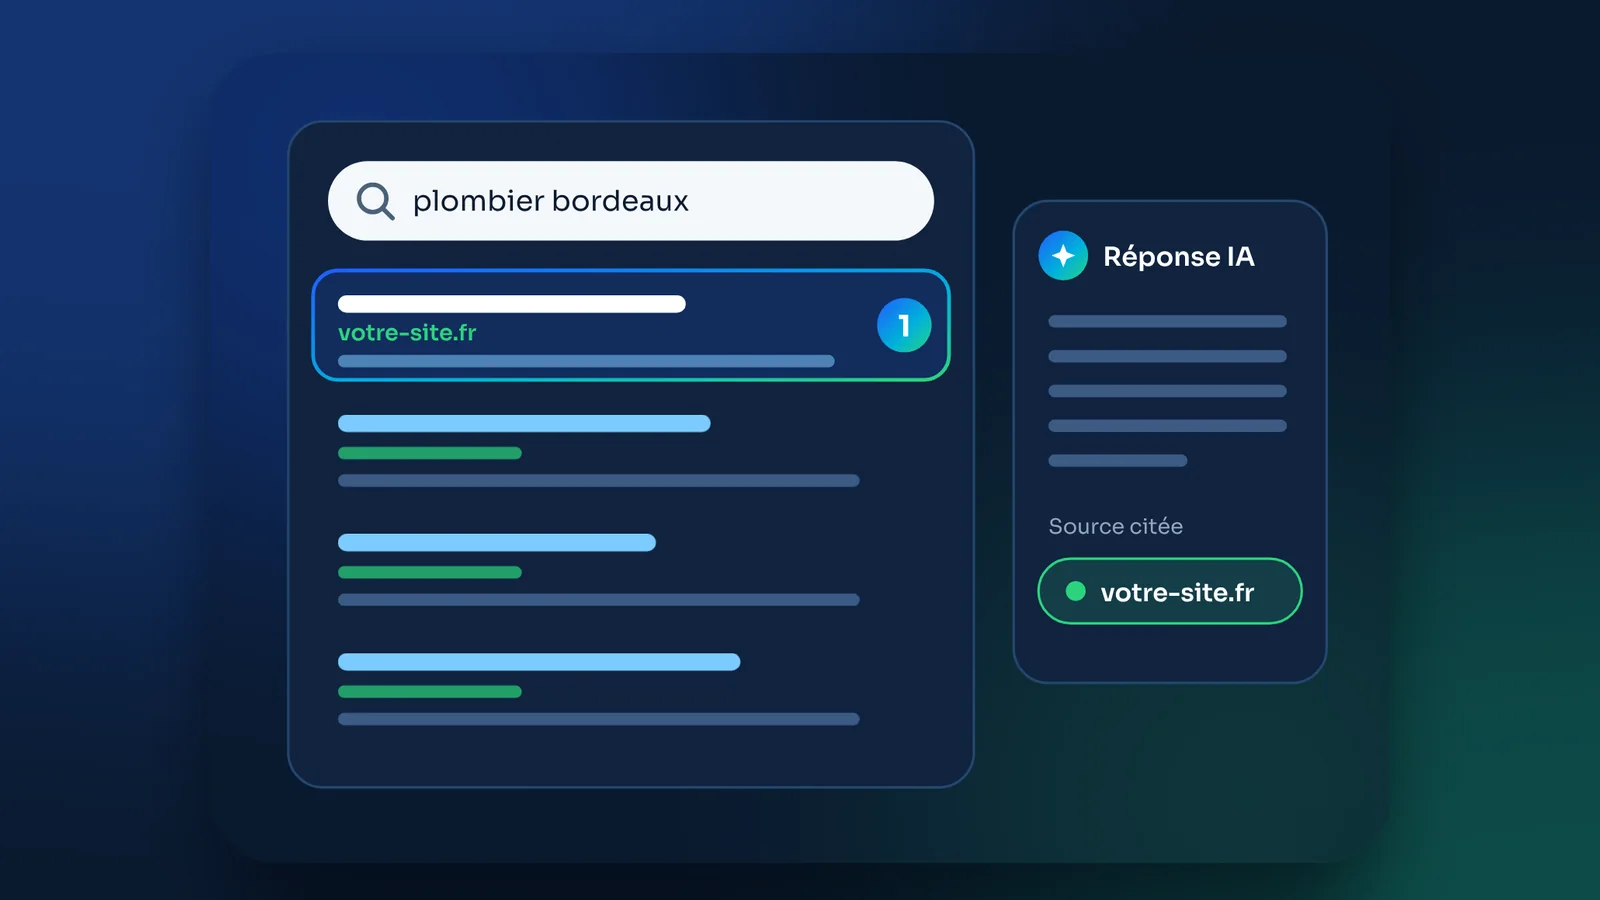 plombier bordeaux
votre-site.fr
1
Réponse IA
Source citée
votre-site.fr